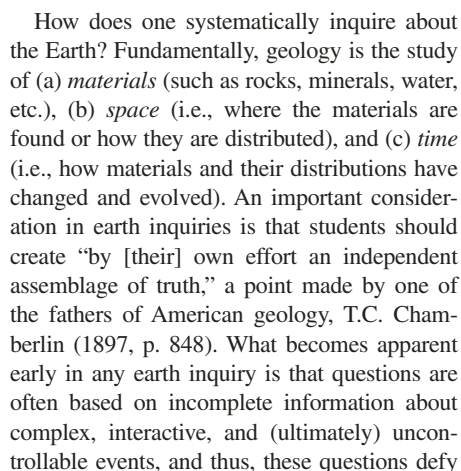 How does one systematically inquire about
the Earth? Fundamentally, geology is the study
of (a) materials (such as rocks, minerals, water,
etc.), (b) space (i.e., where the materials are
found or how they are distributed), and (c) time
(i.e., how materials and their distributions have
changed and evolved). An important consider-
ation in earth inquiries is that students should
create “by [their] own effort an independent
assemblage of truth,” a point made by one of
the fathers of American geology, T.C. Cham-
berlin (1897, p. 848). What becomes apparent
early in any earth inquiry is that questions are
often based on incomplete information about
complex, interactive, and (ultimately) uncon-
trollable events, and thus, these questions defy